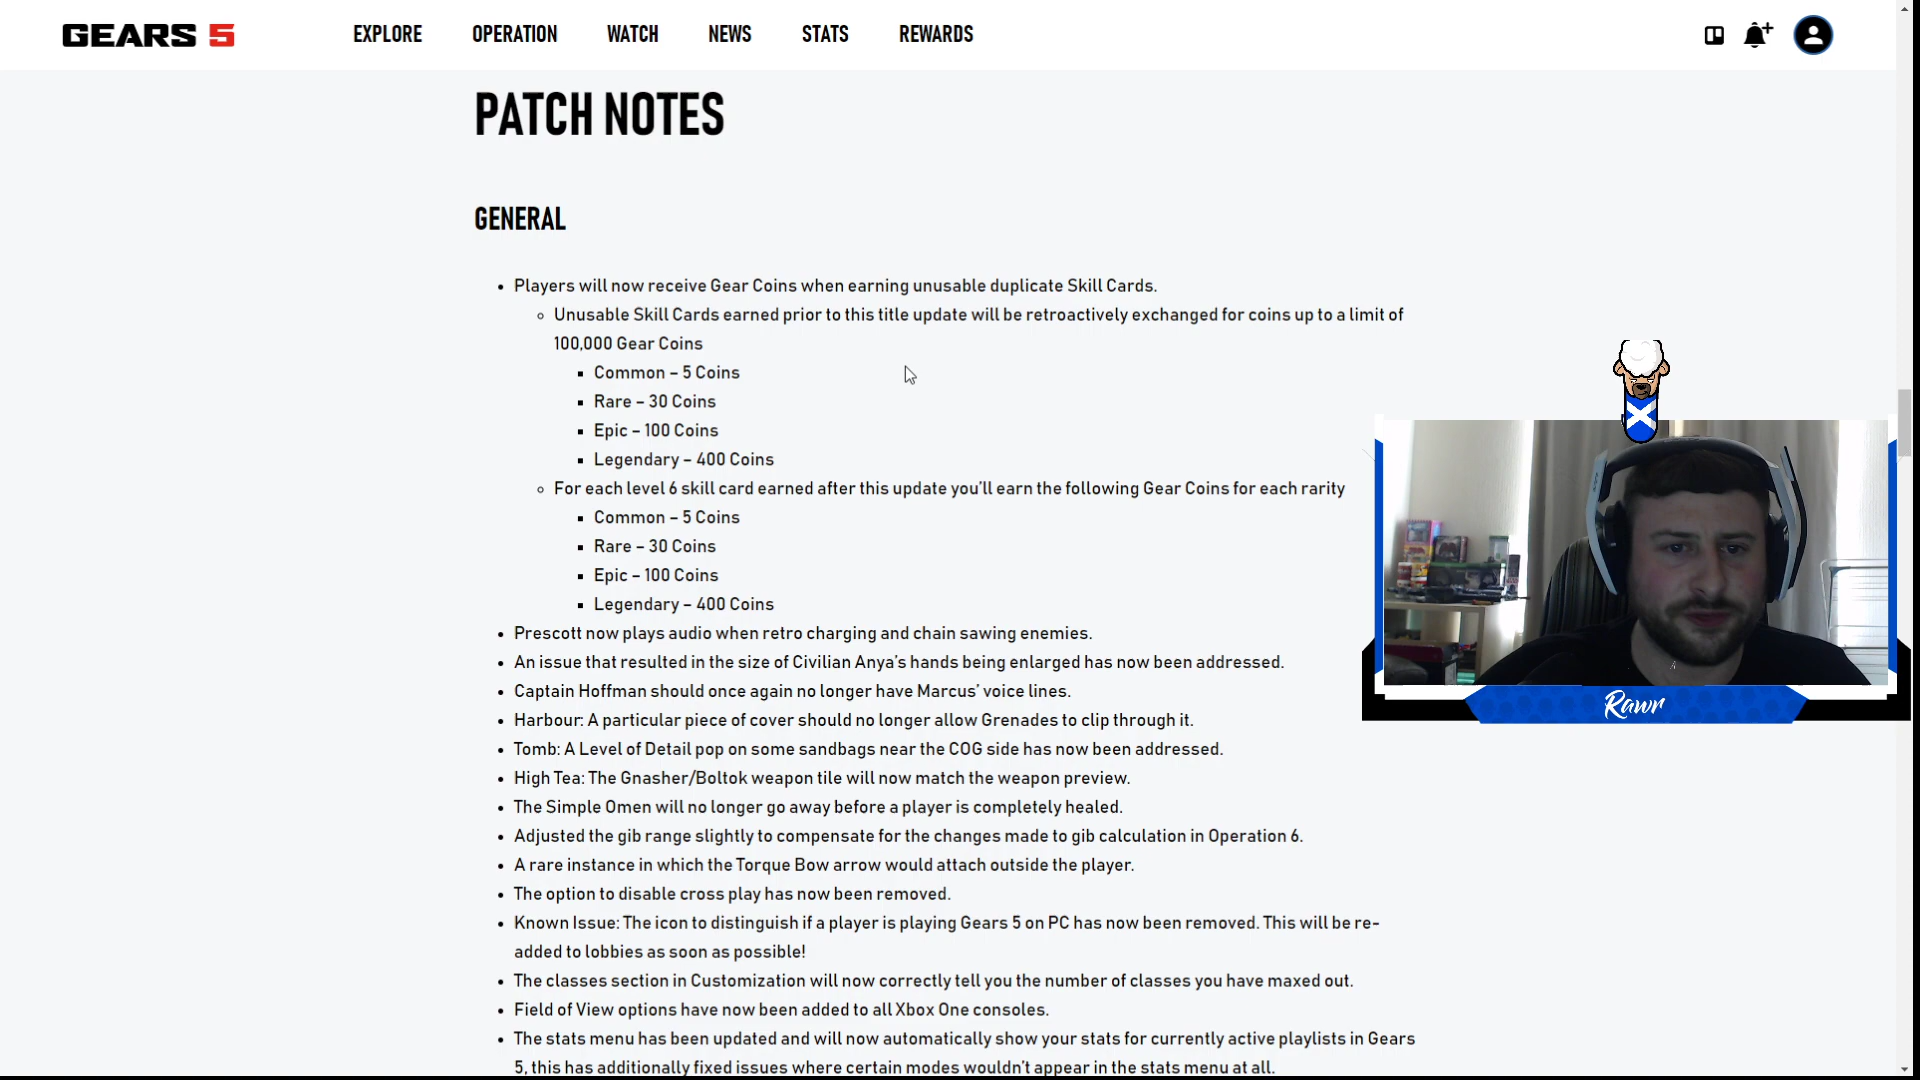 GEARS 5
EXPLORE
OPERATION
WATCH
NEWS
STATS
REWARDS
PATCH NOTES
GENERAL
• Players will now receive Gear Coins when earning unusable duplicate Skill Cards.
Unusable Skill Cards earned prior to this title update will be retroactively exchanged for coins up to a limit of
100,000 Gear Coins
Common – 5 Coins
Rare – 30 Coins
Epic – 100 Coins
Legendary – 400 Coins
For each level 6 skill card earned after this update you'll earn the following Gear Coins for each rarity
Common – 5 Coins
Rare – 30 Coins
Epic – 100 Coins
Legendary – 400 Coins
• Prescott now plays audio when retro charging and chain sawing enemies.
• An issue that resulted in the size of Civilian Anya's hands being enlarged has now been addressed.
• Captain Hoffman should once again no longer have Marcus' voice lines.
• Harbour: A particular piece of cover should no longer allow Grenades to clip through it.
• Tomb: A Level of Detail pop on some sandbags near the COG side has now been addressed.
• High Tea: The Gnasher/Boltok weapon tile will now match the weapon preview.
• The Simple Omen will no longer go away before a player is completely healed.
• Adjusted the gib range slightly to compensate for the changes made to gib calculation in Operation 6.
• A rare instance in which the Torque Bow arrow would attach outside the player.
• The option to disable cross play has now been removed.
• Known Issue: The icon to distinguish if a player is playing Gears 5 on PC has now been removed. This will be re-
added to lobbies as soon as possible!
• The classes section in Customization will now correctly tell you the number of classes you have maxed out.
• Field of View options have now been added to all Xbox One consoles.
• The stats menu has been updated and will now automatically show your stats for currently active playlists in Gears
5, this has additionally fixed issues where certain modes wouldn't appear in the stats menu at all.
Rawr